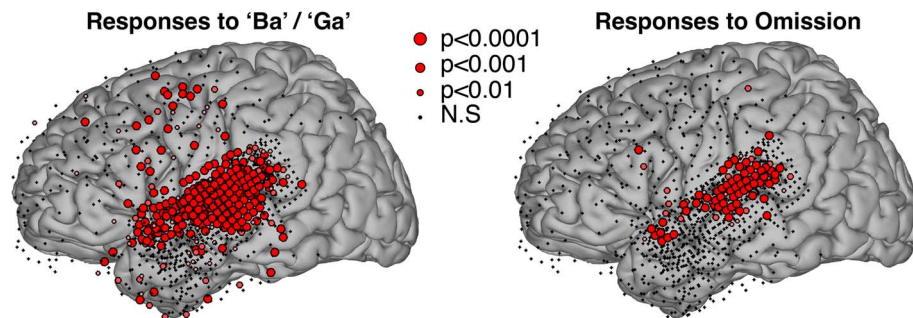 Responses to ‘Ba’ / ‘Ga’
Responses to Omission
p<0.0001
p<0.001
p<0.01
N.S